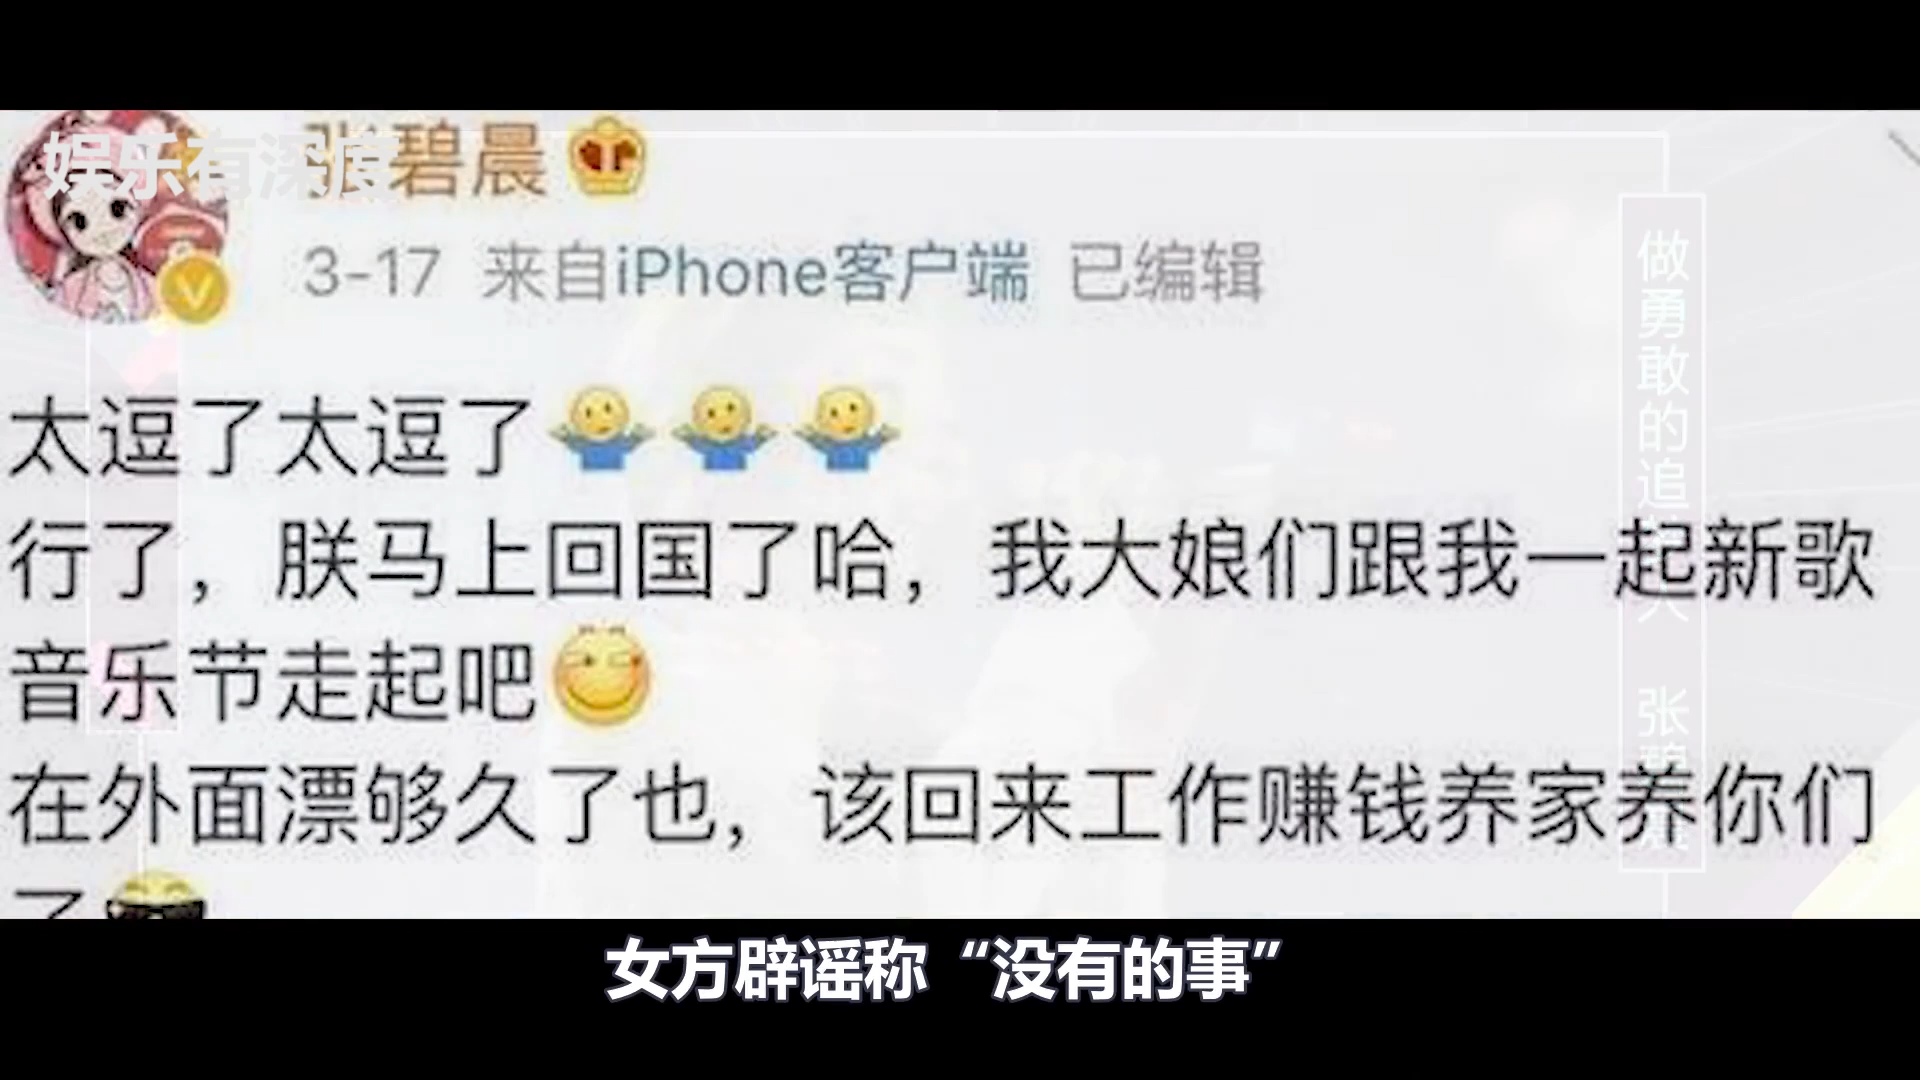 娱乐有深度
张碧晨
3-17 来自iPhone客户端 已编辑
太逗了太逗了
行了，朕马上回国了哈，我大娘们跟我一起新歌
音乐节走起吧
在外面漂够久了也，该回来工作赚钱养家养你们
了
做勇敢的追 张碧晨
女方辟谣称“没有的事”